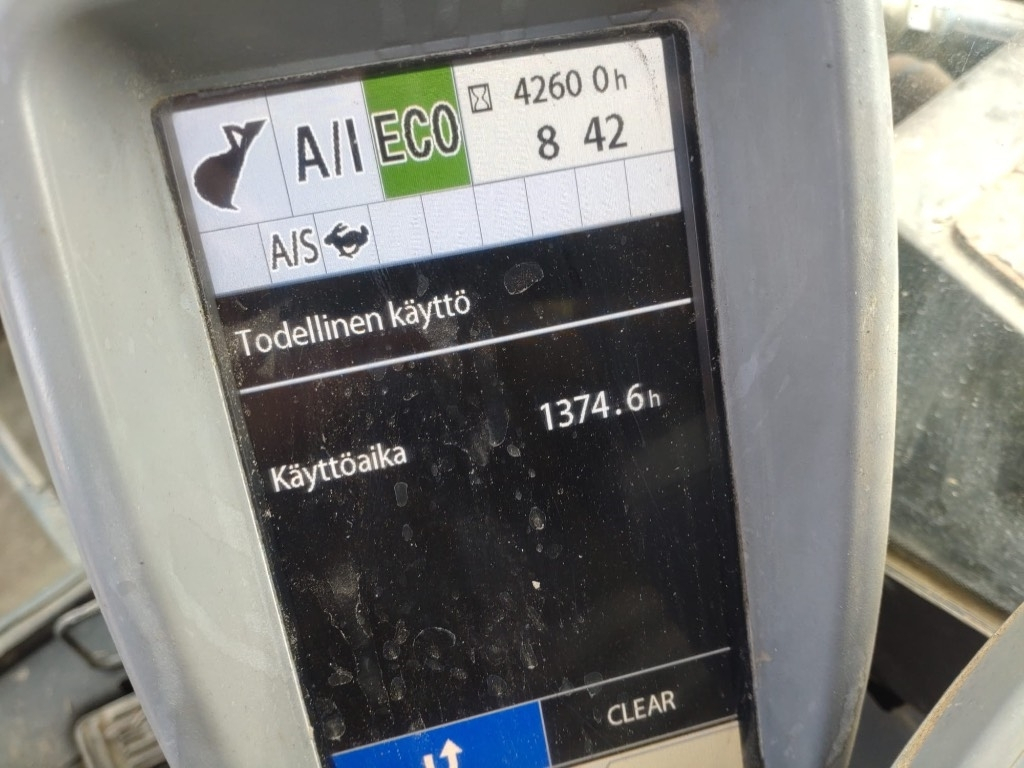 A/I ECO 4260 0h
8 42
A/S
Todellinen käyttö
1374.6h
Käyttöaika
CLEAR